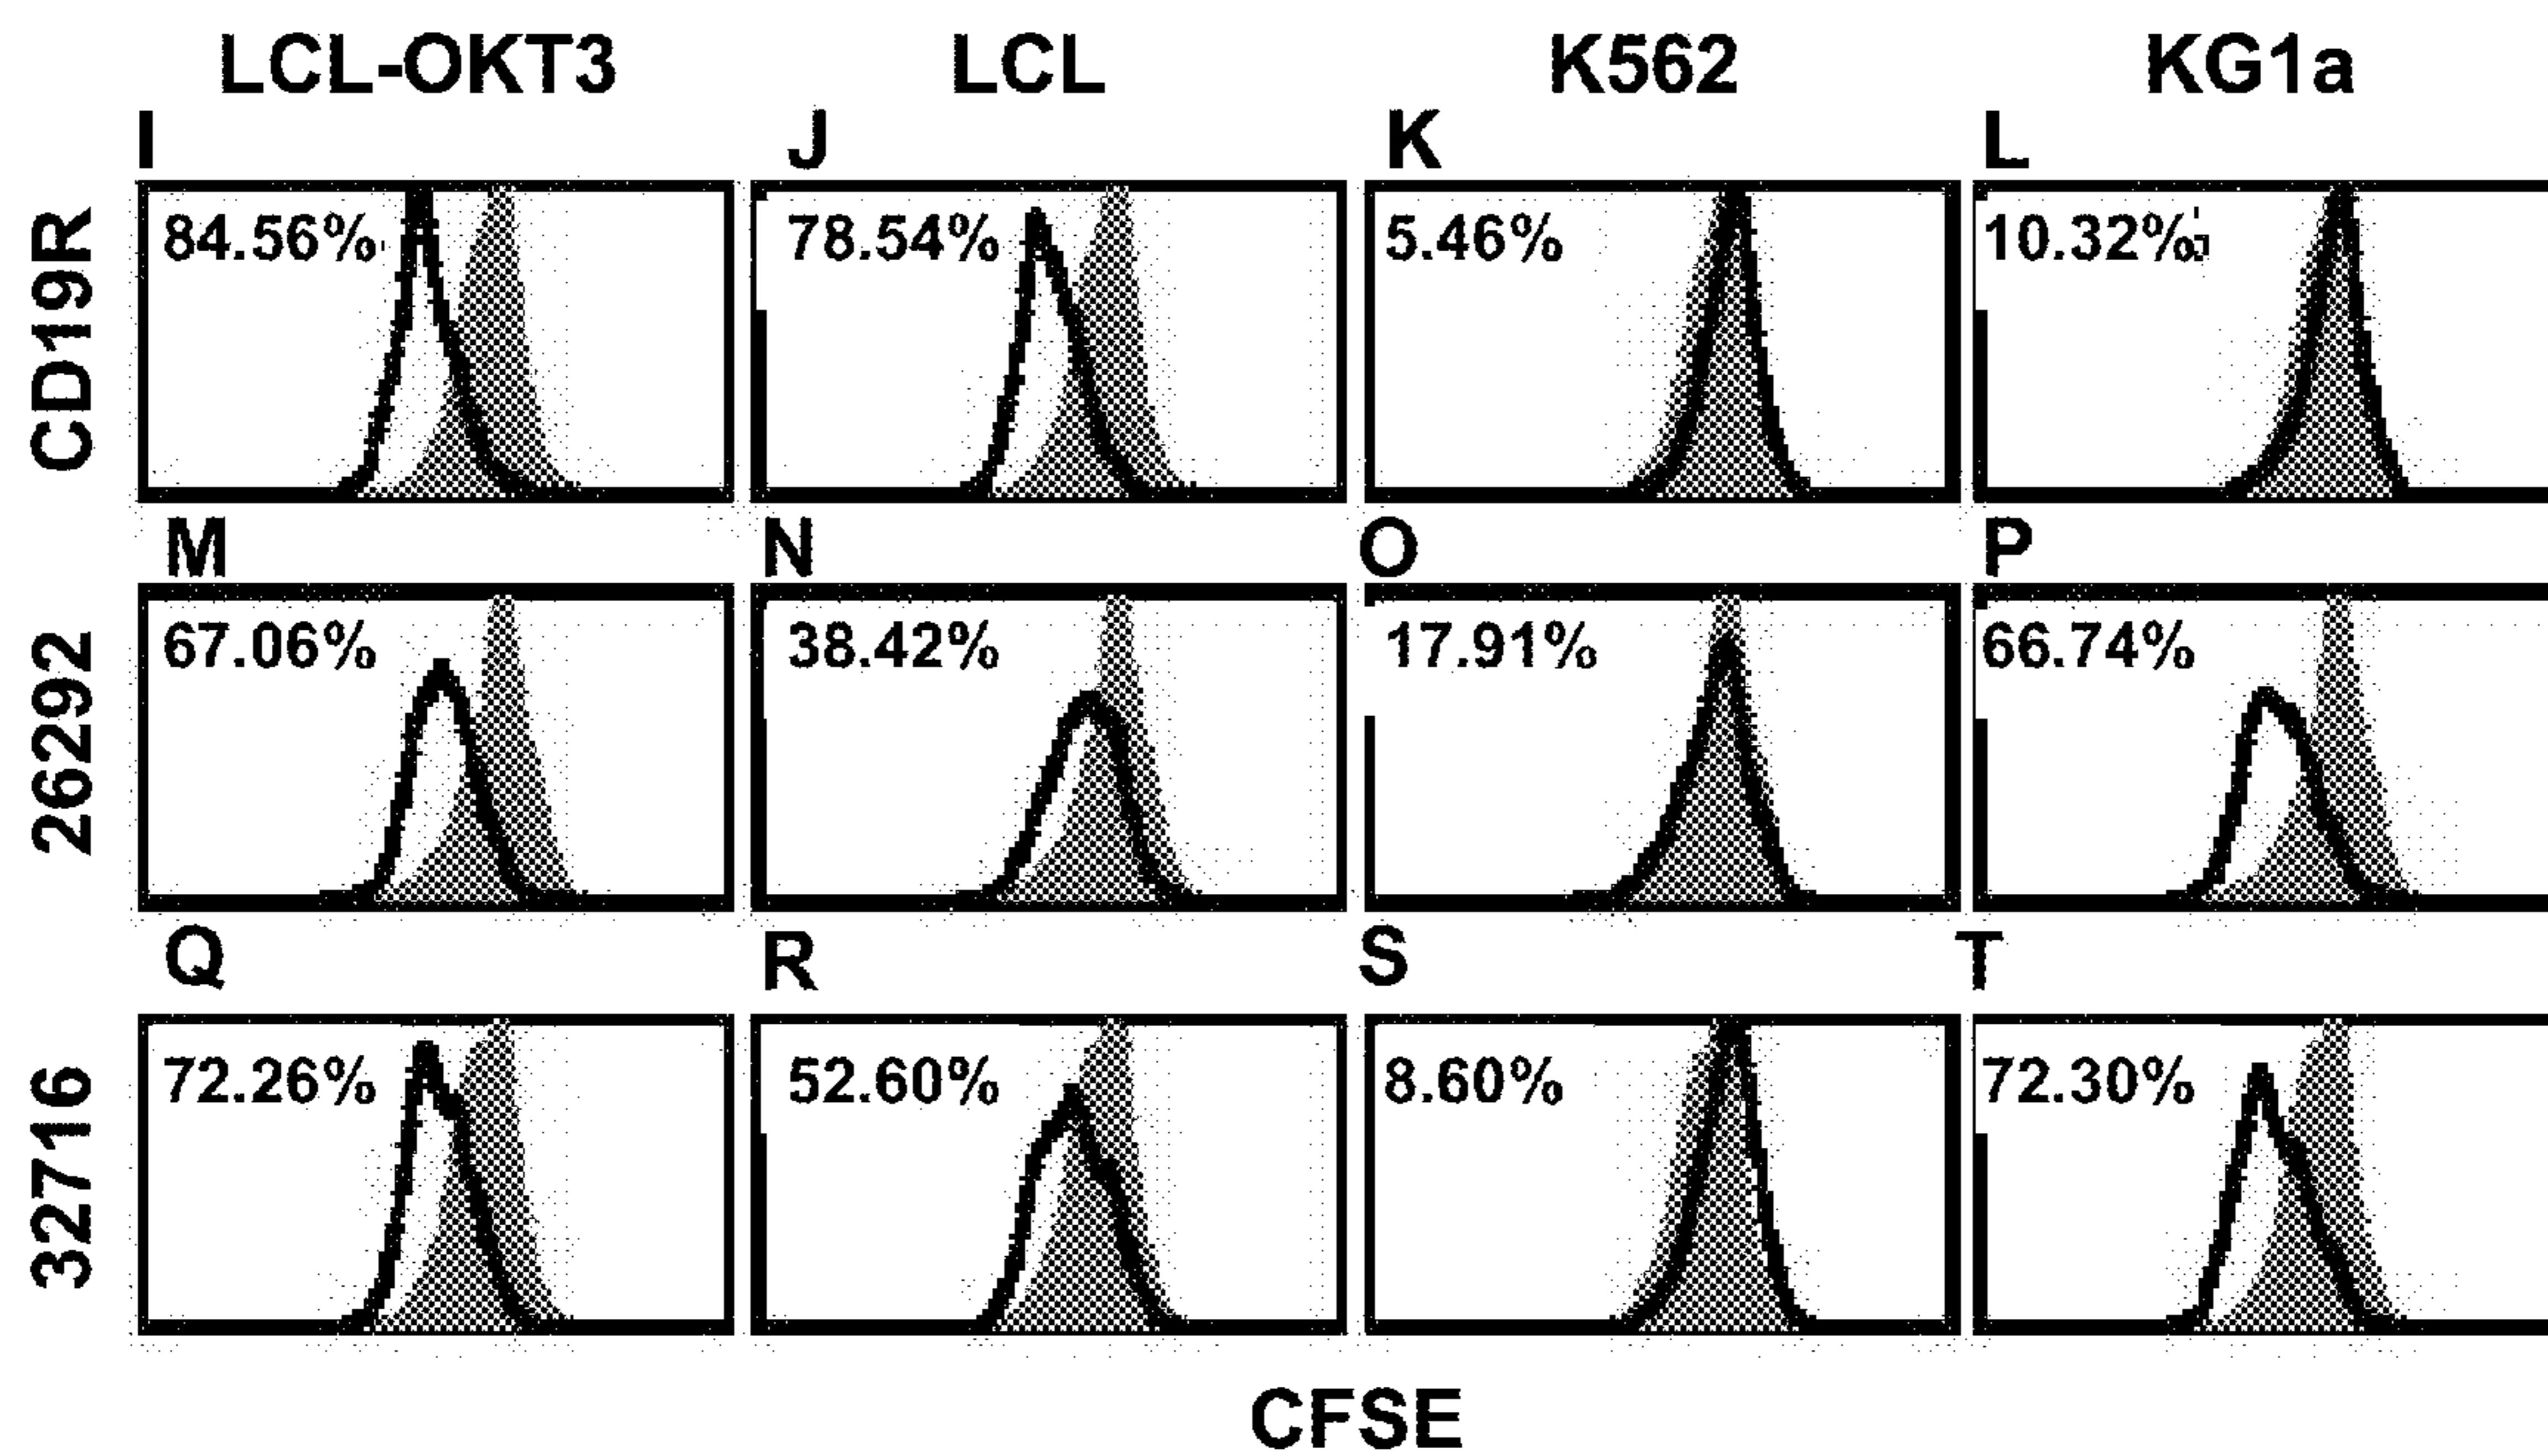 LCL-OKT3 LCL K562 KG1a
I J K L
CD19R
84.56% 78.54% 5.46% 10.32%
M N O P
26292
67.06% 38.42% 17.91% 66.74%
Q R S T
32716
72.26% 52.60% 8.60% 72.30%
CFSE